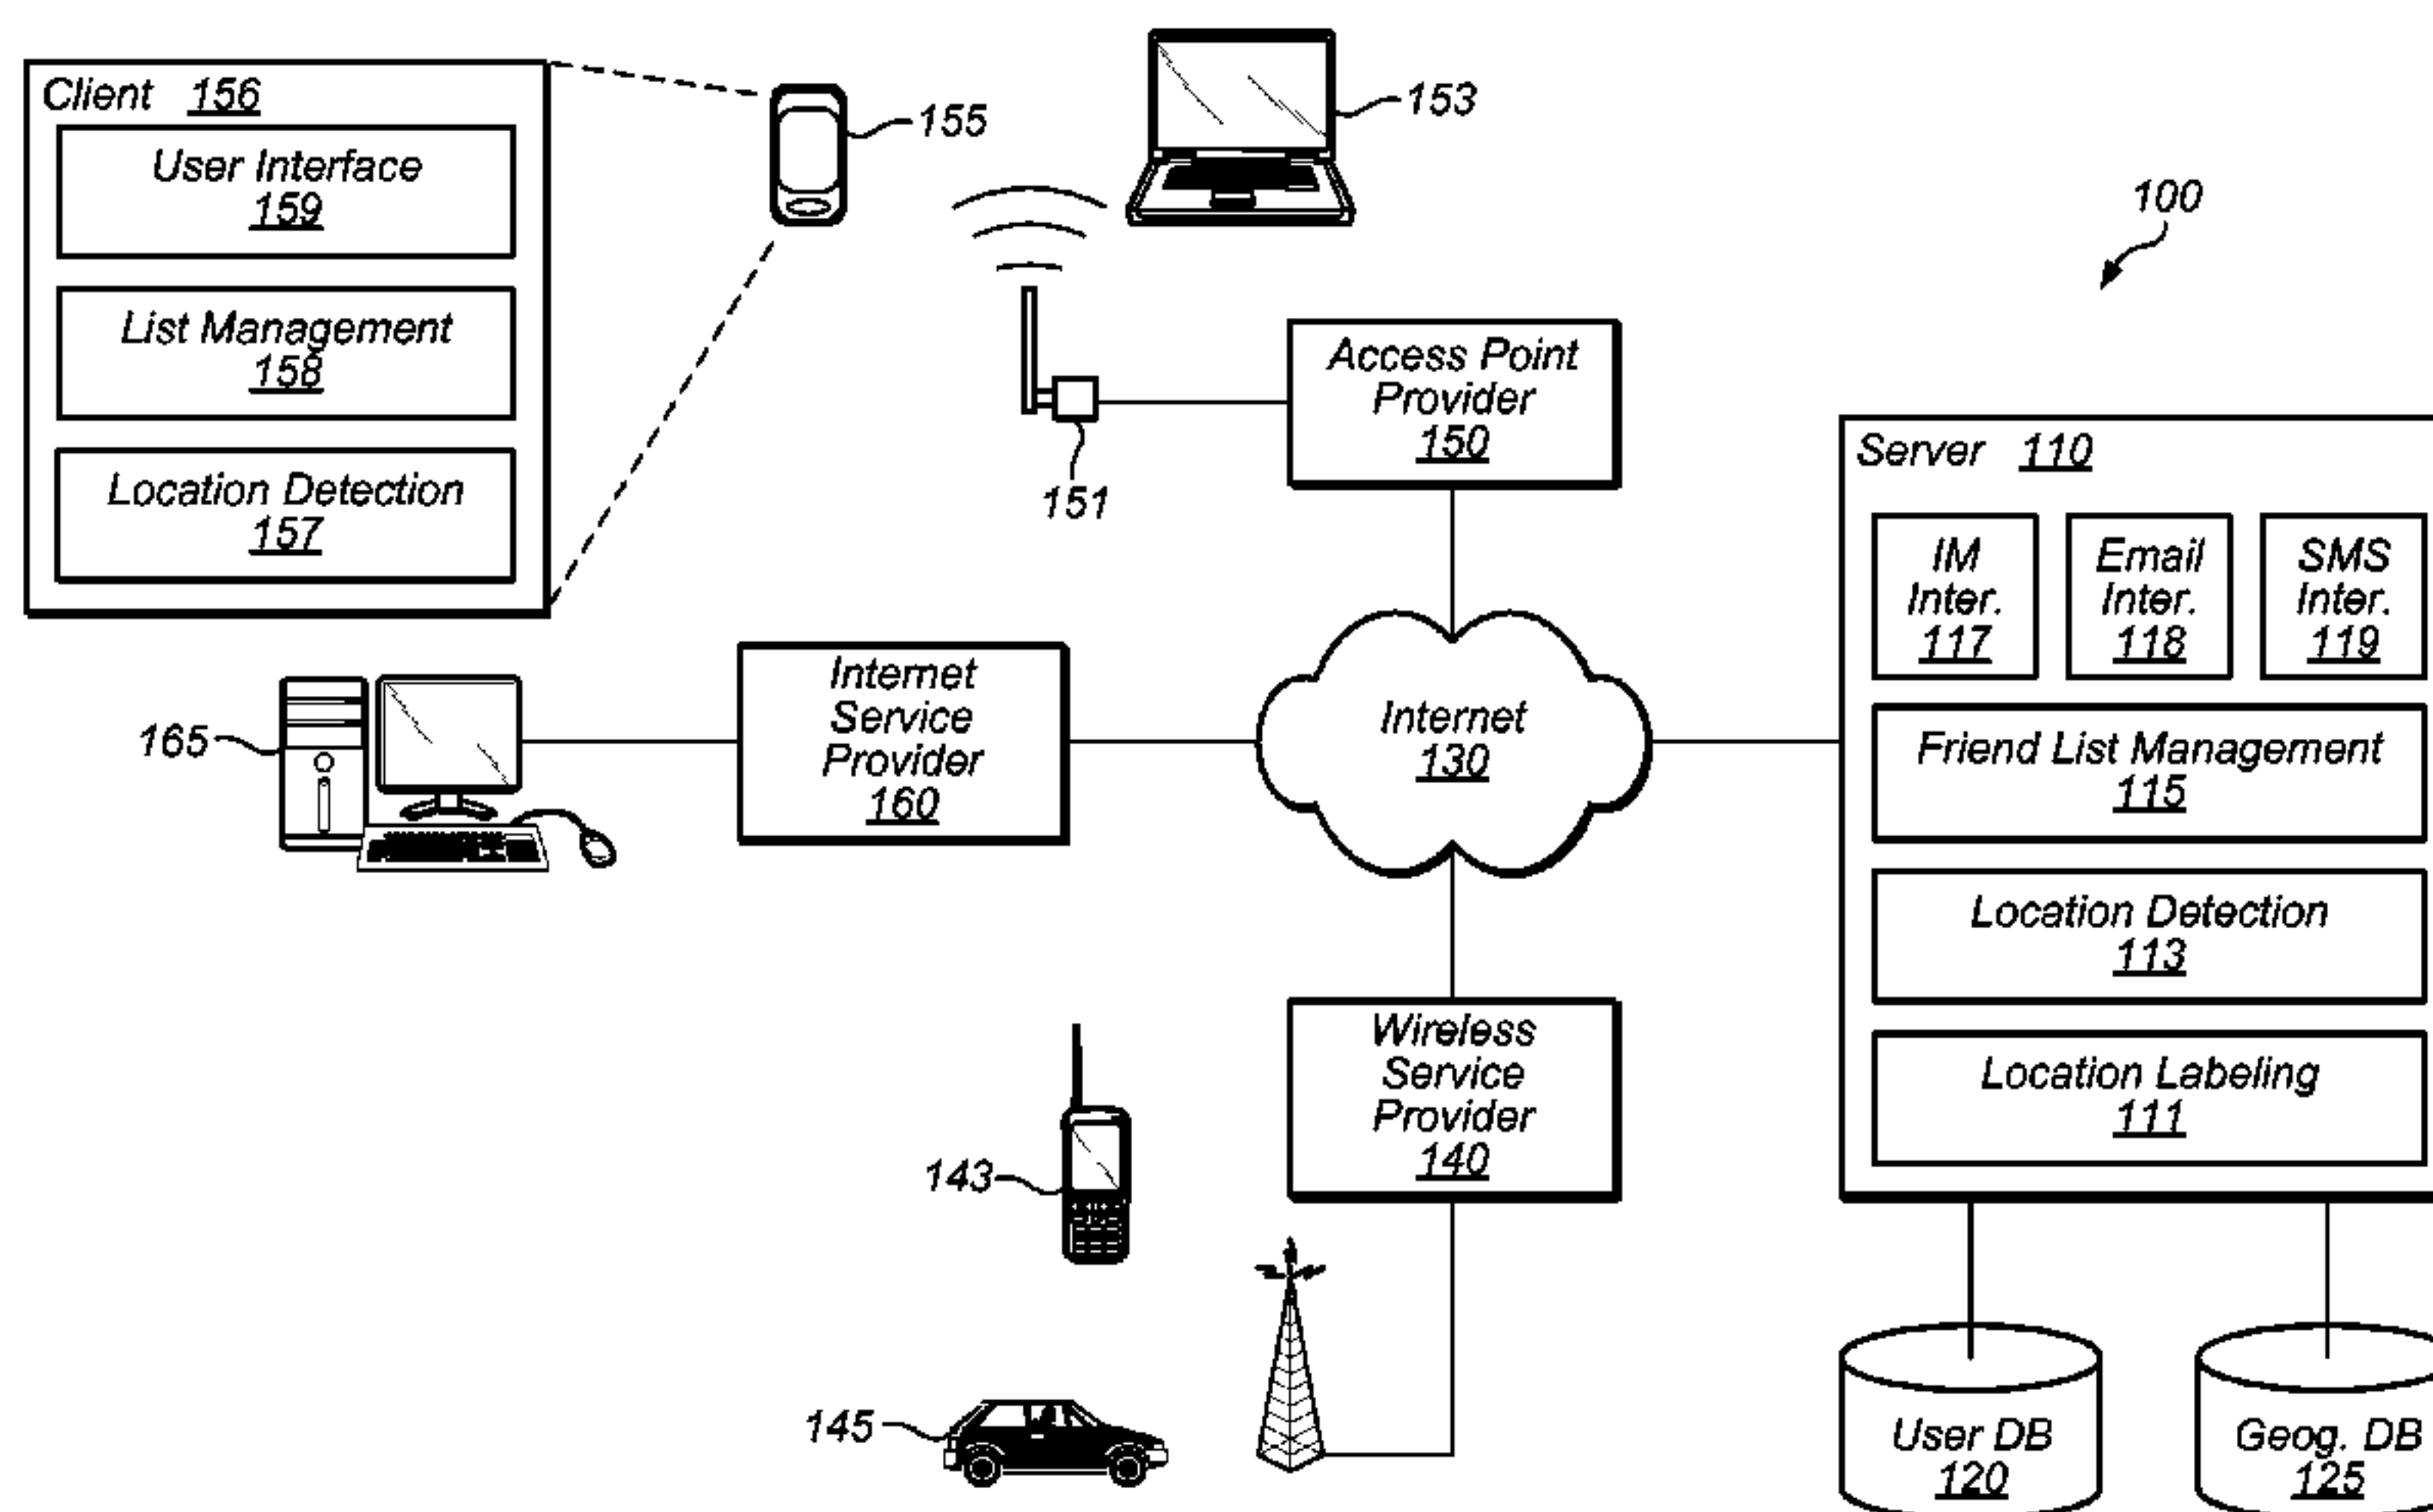 Client 156
User Interface
159
List Management
158
Location Detection
157
155
153
100
Access Point
Provider
150
151
Server 110
IM
Inter.
117
Email
Inter.
118
SMS
Inter.
119
Friend List Management
115
Location Detection
113
Location Labeling
111
165
Internet
Service
Provider
160
Internet
130
Wireless
Service
Provider
140
143
145
User DB
120
Geog. DB
125